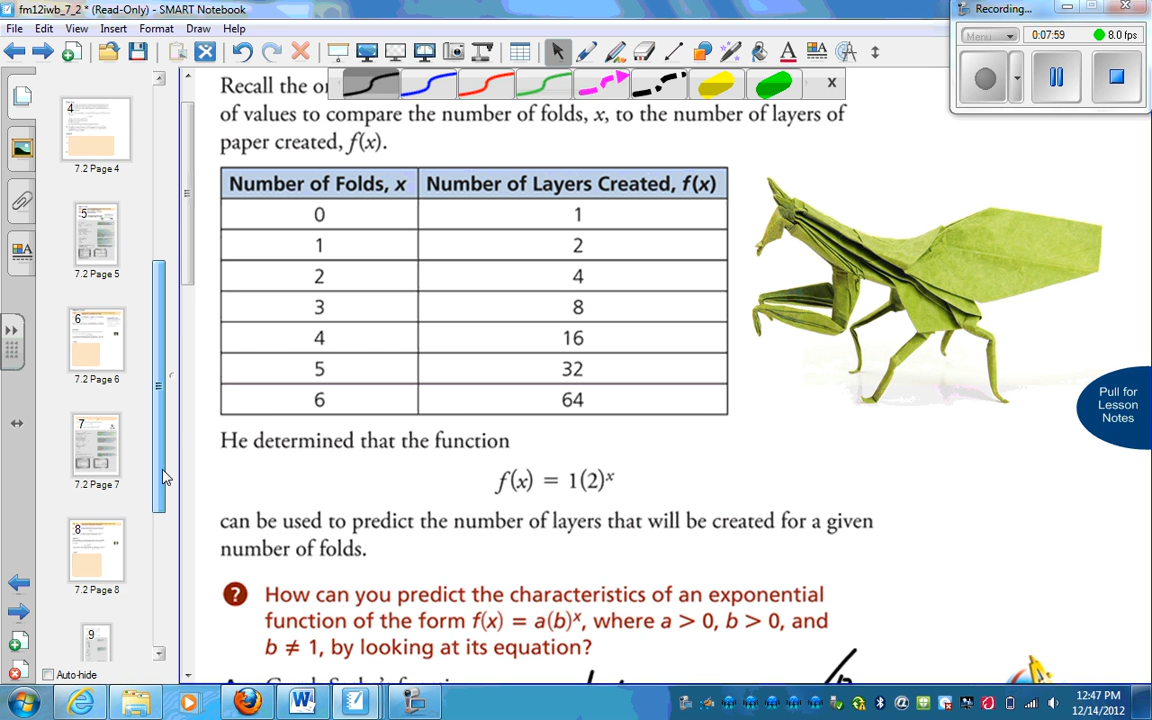 fm12iwb_7_2 * (Read-Only) - SMART Notebook
File Edit View Insert Format Draw Help
Recording...
Menu
0:07:59
8.0 fps
x
4
7.2 Page 4
5
7.2 Page 5
6
7.2 Page 6
7
7.2 Page 7
8
7.2 Page 8
9
Auto-hide
Recall the
of values to compare the number of folds, x, to the number of layers of
paper created, f(x).
Number of Folds, x Number of Layers Created, f(x)
0 1
1 2
2 4
3 8
4 16
5 32
6 64
He determined that the function
f(x) = 1(2)ˣ
can be used to predict the number of layers that will be created for a given
number of folds.
? How can you predict the characteristics of an exponential
function of the form f(x) = a(b)ˣ, where a > 0, b > 0, and
b ≠ 1, by looking at its equation?
Pull for
Lesson
Notes
12:47 PM
12/14/2012